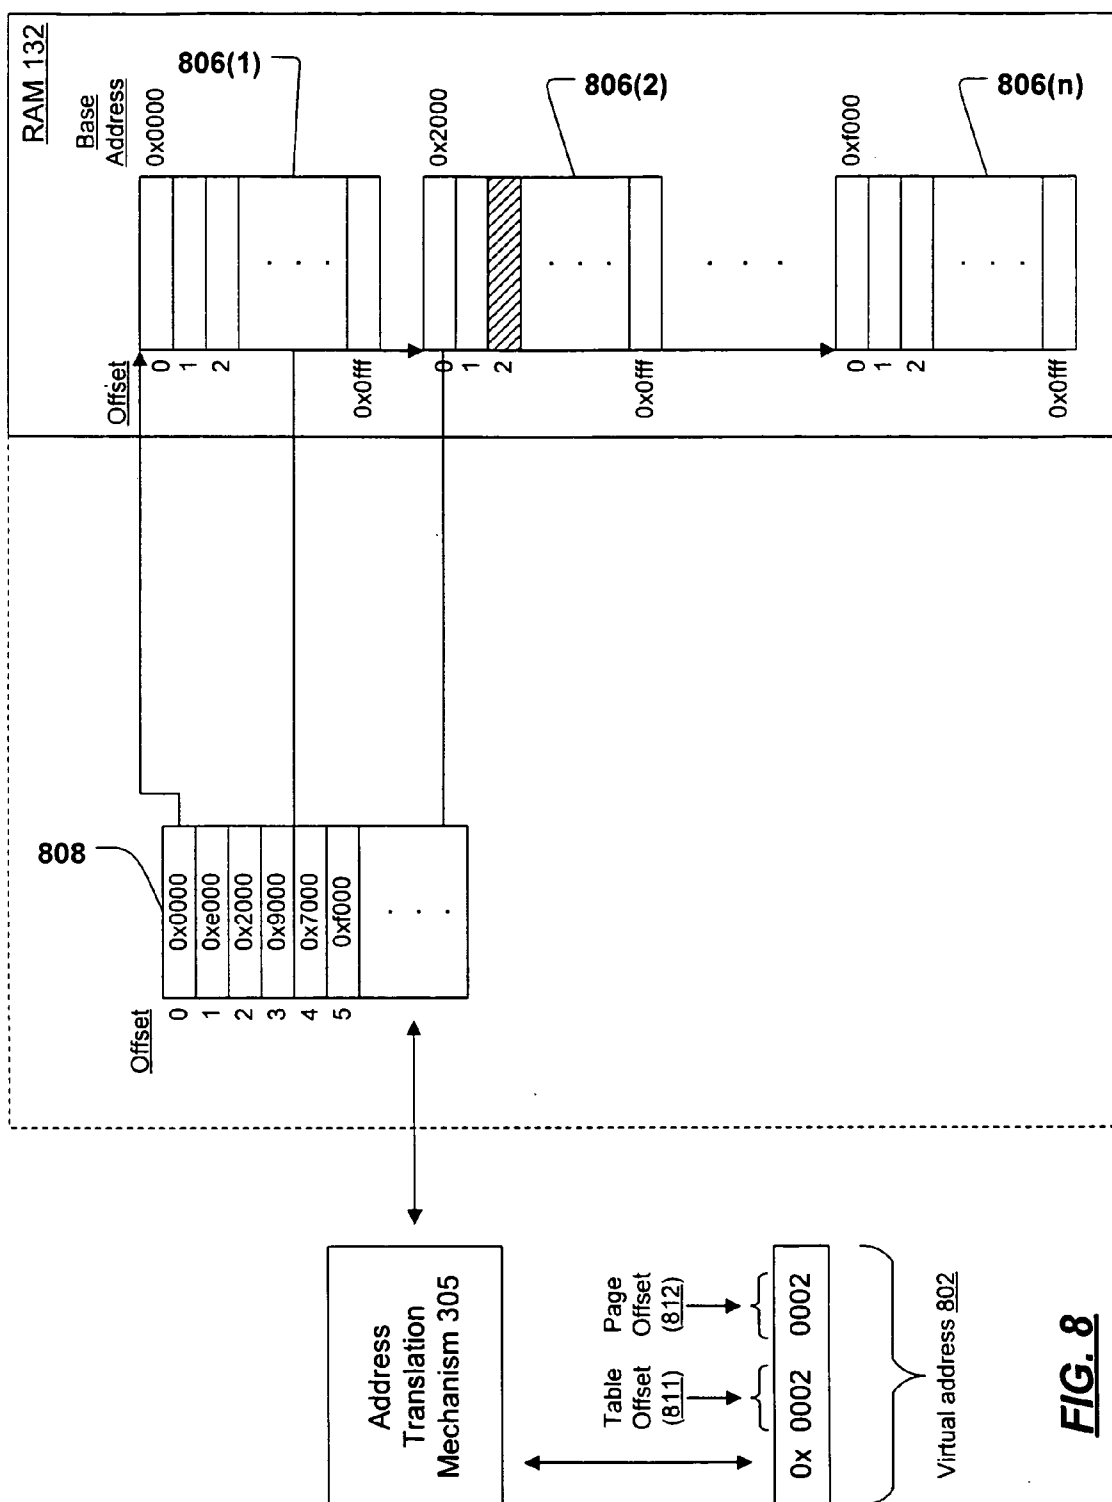 RAM 132
Base
Address
0x0000
806(1)
0x2000
806(2)
0xf000
806(n)
Offset
0
1
2
. . .
0x0fff
0
1
2
. . .
0x0fff
. . .
0
1
2
. . .
0x0fff
808
Offset
0 0x0000
1 0xe000
2 0x2000
3 0x9000
4 0x7000
5 0xf000
. . .
Address
Translation
Mechanism 305
Table
Offset
(811)
Page
Offset
(812)
0x 0002 0002
Virtual address 802
FIG. 8